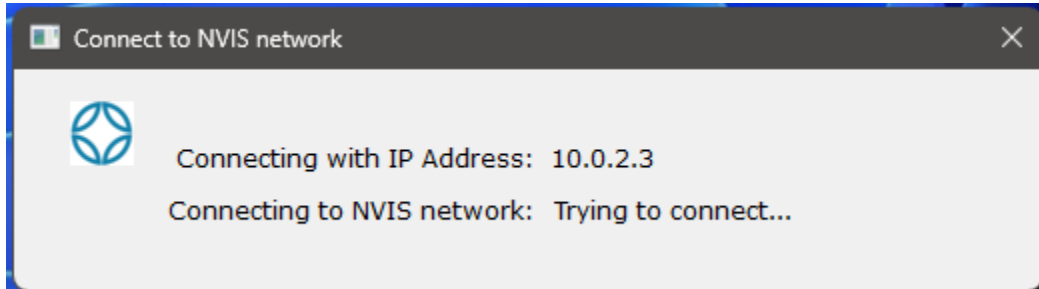 Connect to NVIS network
Connecting with IP Address: 10.0.2.3
Connecting to NVIS network: Trying to connect...